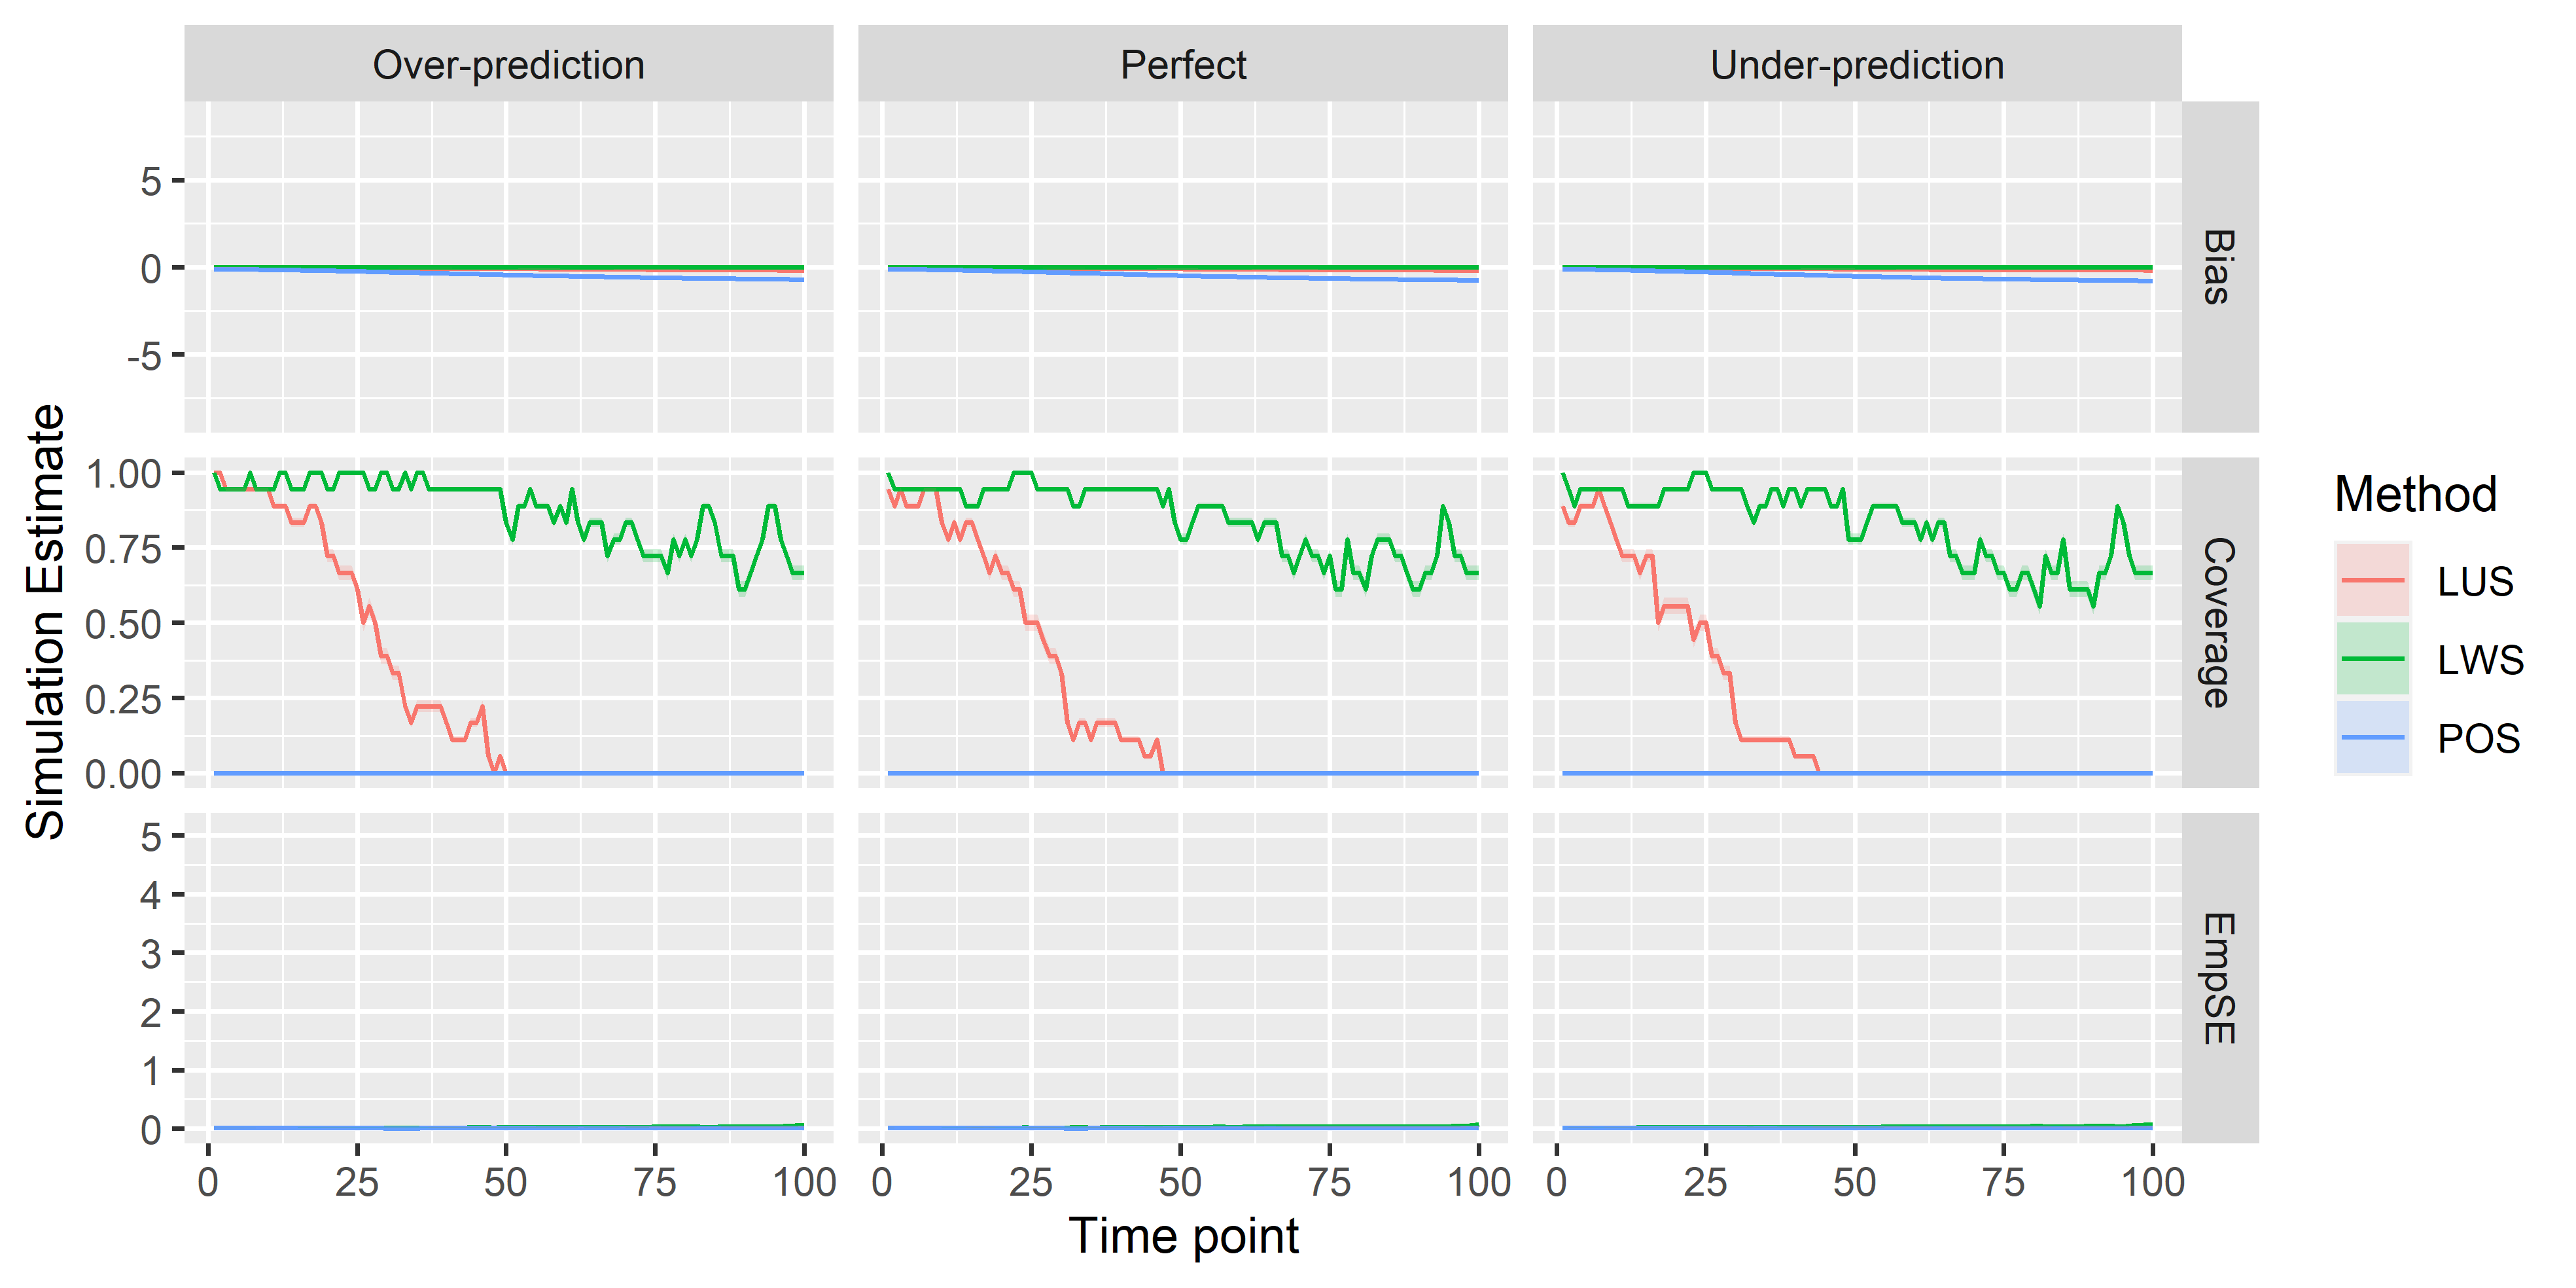 Over-prediction
Perfect
Under-prediction
5
0
-5
Bias
1.00
0.75
0.50
0.25
0.00
Coverage
5
4
3
2
1
0
EmpSE
0 25 50 75 100
0 25 50 75 100
0 25 50 75 100
Time point
Simulation Estimate
Method
LUS
LWS
POS